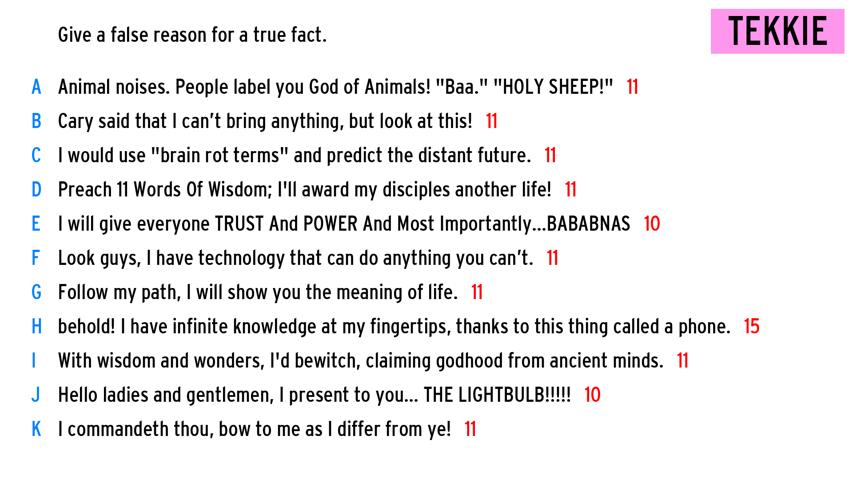 Give a false reason for a true fact.
TEKKIE
A Animal noises. People label you God of Animals! "Baa." "HOLY SHEEP!" 11
B Cary said that I can't bring anything, but look at this! 11
C I would use "brain rot terms" and predict the distant future. 11
D Preach 11 Words Of Wisdom; I'll award my disciples another life! 11
E I will give everyone TRUST And POWER And Most Importantly...BABABNAS 10
F Look guys, I have technology that can do anything you can't. 11
G Follow my path, I will show you the meaning of life. 11
H behold! I have infinite knowledge at my fingertips, thanks to this thing called a phone. 15
I With wisdom and wonders, I'd bewitch, claiming godhood from ancient minds. 11
J Hello ladies and gentlemen, I present to you... THE LIGHTBULB!!!!! 10
K I commandeth thou, bow to me as I differ from ye! 11